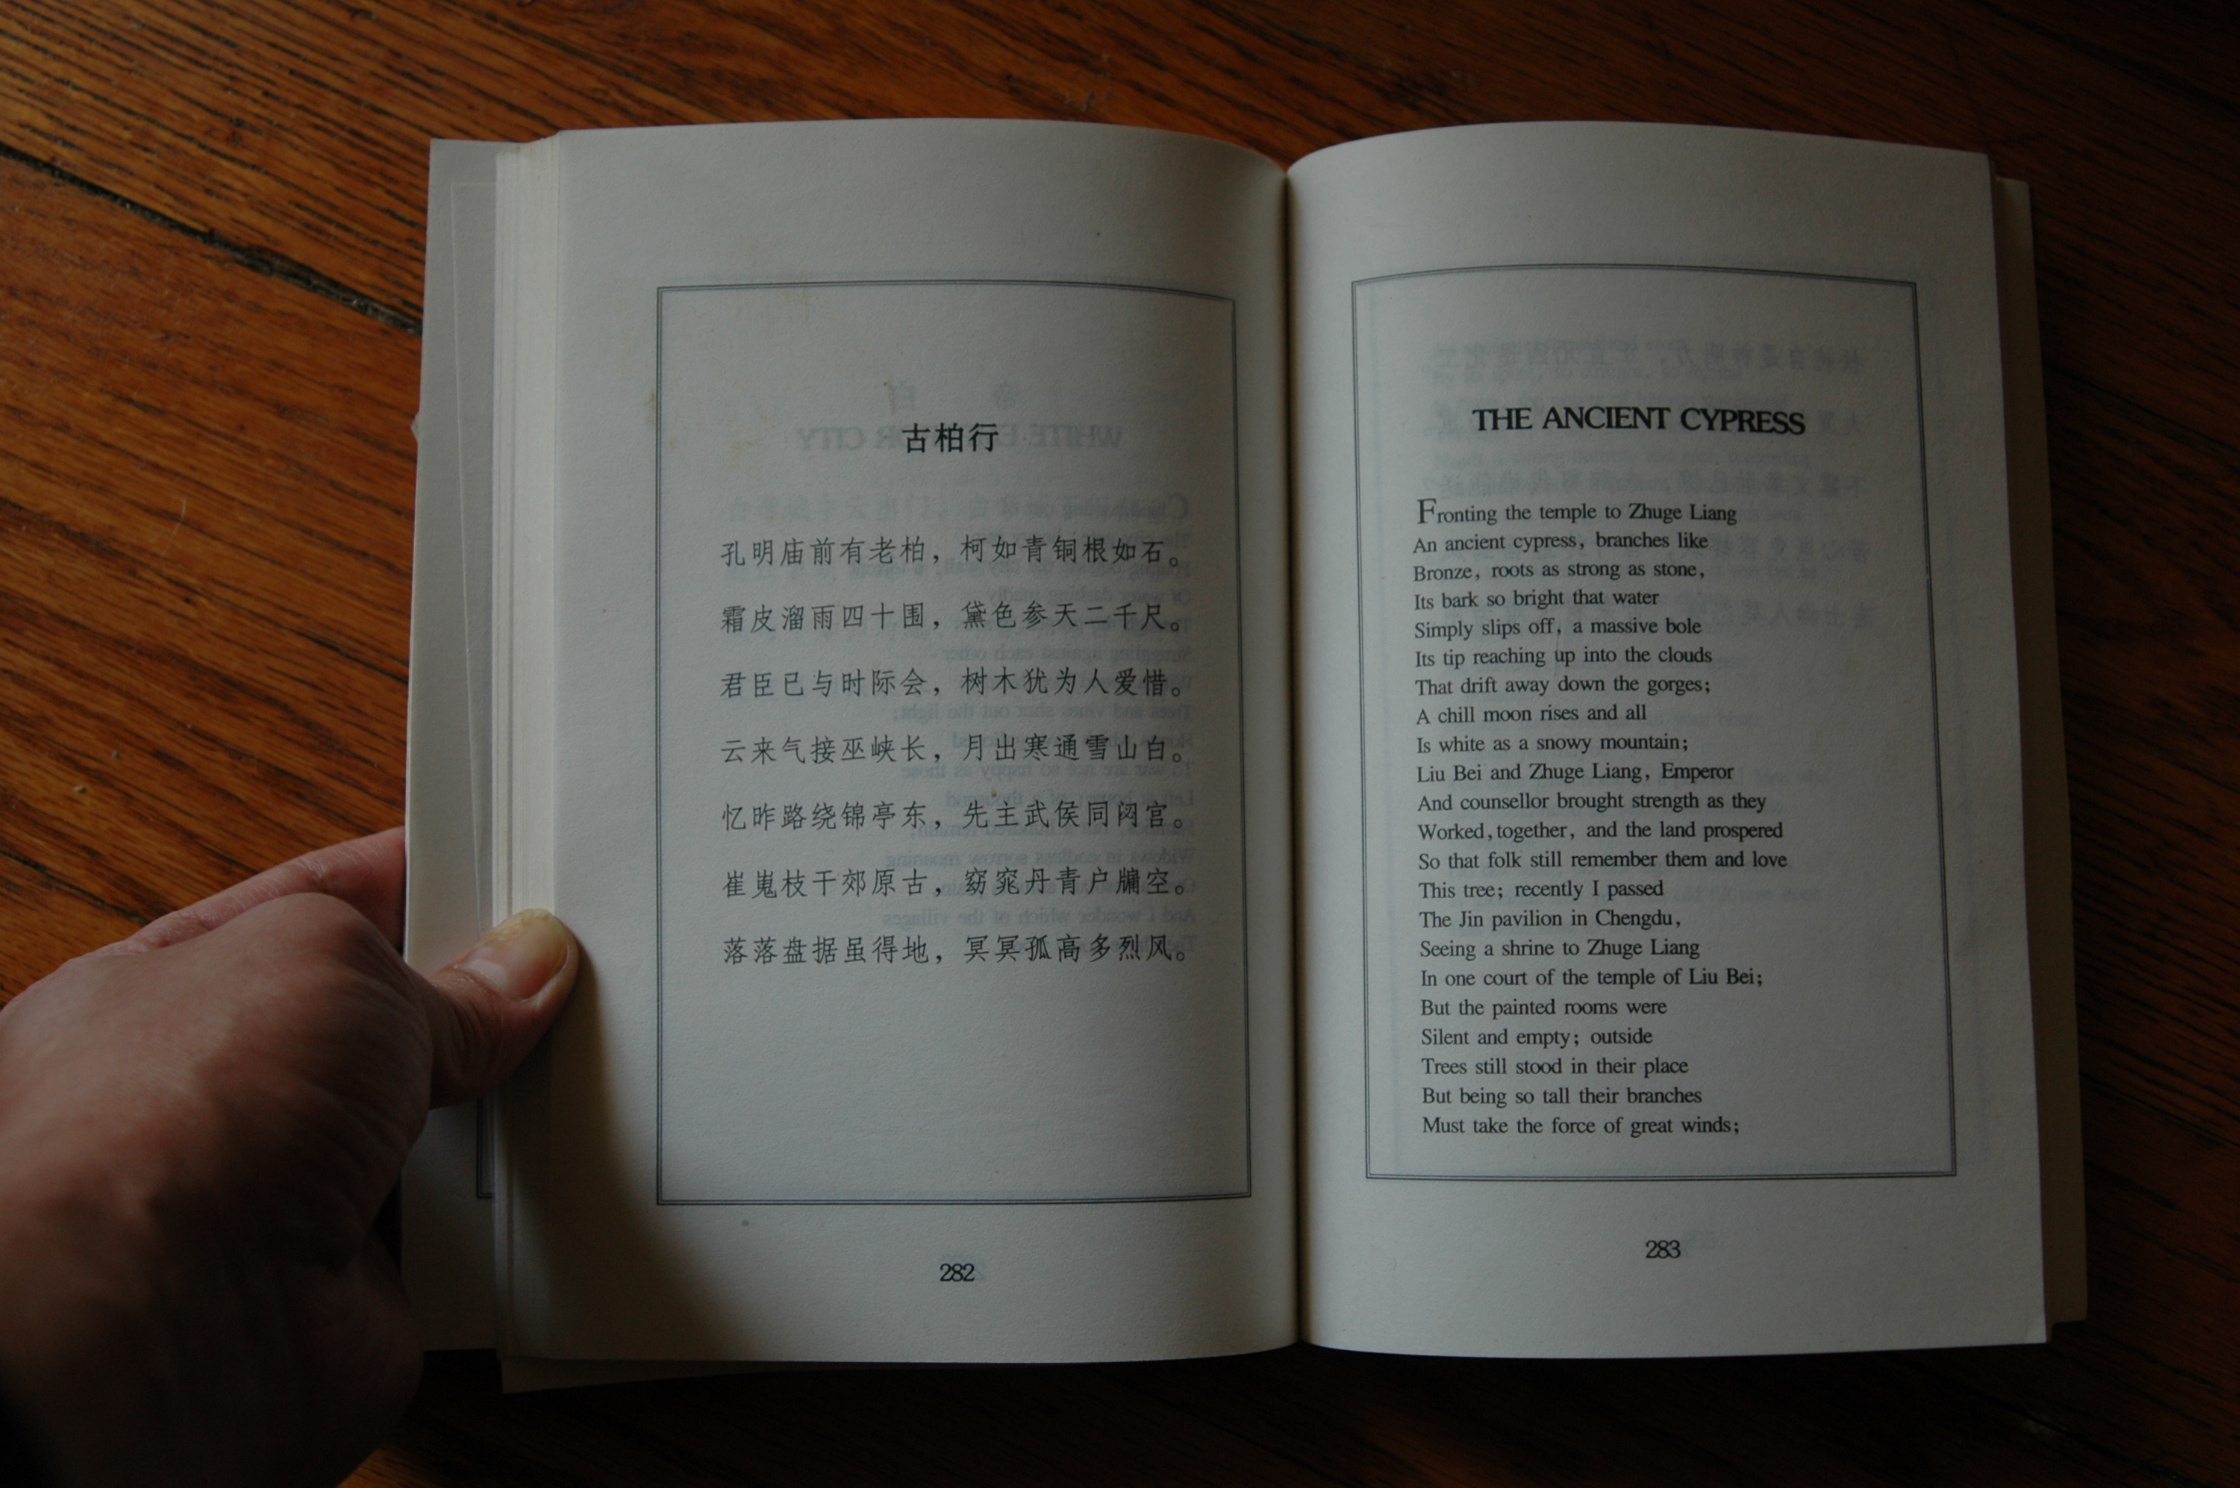 古柏行
孔明庙前有老柏，柯如青铜根如石。
霜皮溜雨四十围，黛色参天二千尺。
君臣已与时际会，树木犹为人爱惜。
云来气接巫峡长，月出寒通雪山白。
忆昨路绕锦亭东，先主武侯同閟宫。
崔嵬枝干郊原古，窈窕丹青户牖空。
落落盘据虽得地，冥冥孤高多烈风。
282
THE ANCIENT CYPRESS
Fronting the temple to Zhuge Liang
An ancient cypress, branches like
Bronze, roots as strong as stone,
Its bark so bright that water
Simply slips off, a massive bole
Its tip reaching up into the clouds
That drift away down the gorges;
A chill moon rises and all
Is white as a snowy mountain;
Liu Bei and Zhuge Liang, Emperor
And counsellor brought strength as they
Worked, together, and the land prospered
So that folk still remember them and love
This tree; recently I passed
The Jin pavilion in Chengdu,
Seeing a shrine to Zhuge Liang
In one court of the temple of Liu Bei;
But the painted rooms were
Silent and empty; outside
Trees still stood in their place
But being so tall their branches
Must take the force of great winds;
283